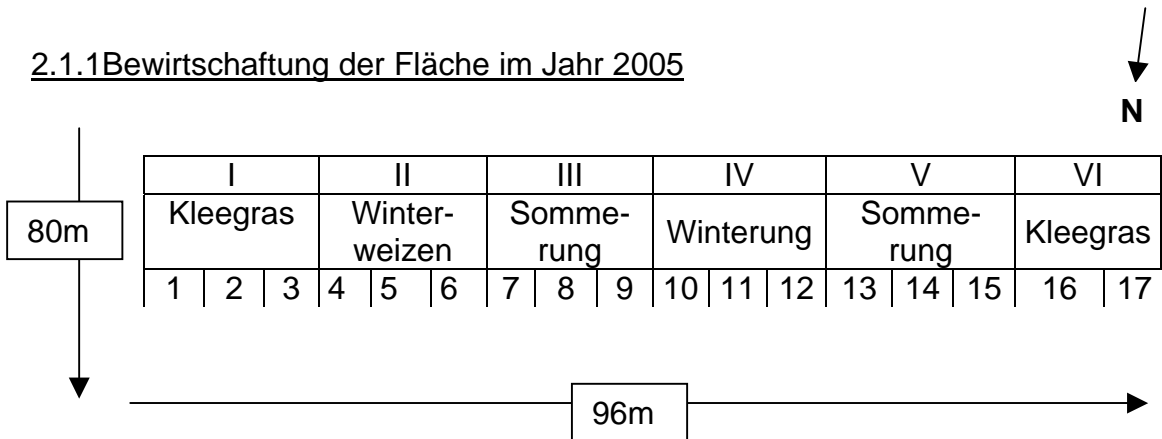 2.1.1Bewirtschaftung der Fläche im Jahr 2005
N
I II III IV V VI
Kleegras Winter- Somme- Winterung Somme- Kleegras
weizen rung rung
80m
1 2 3 4 5 6 7 8 9 10 11 12 13 14 15 16 17
96m